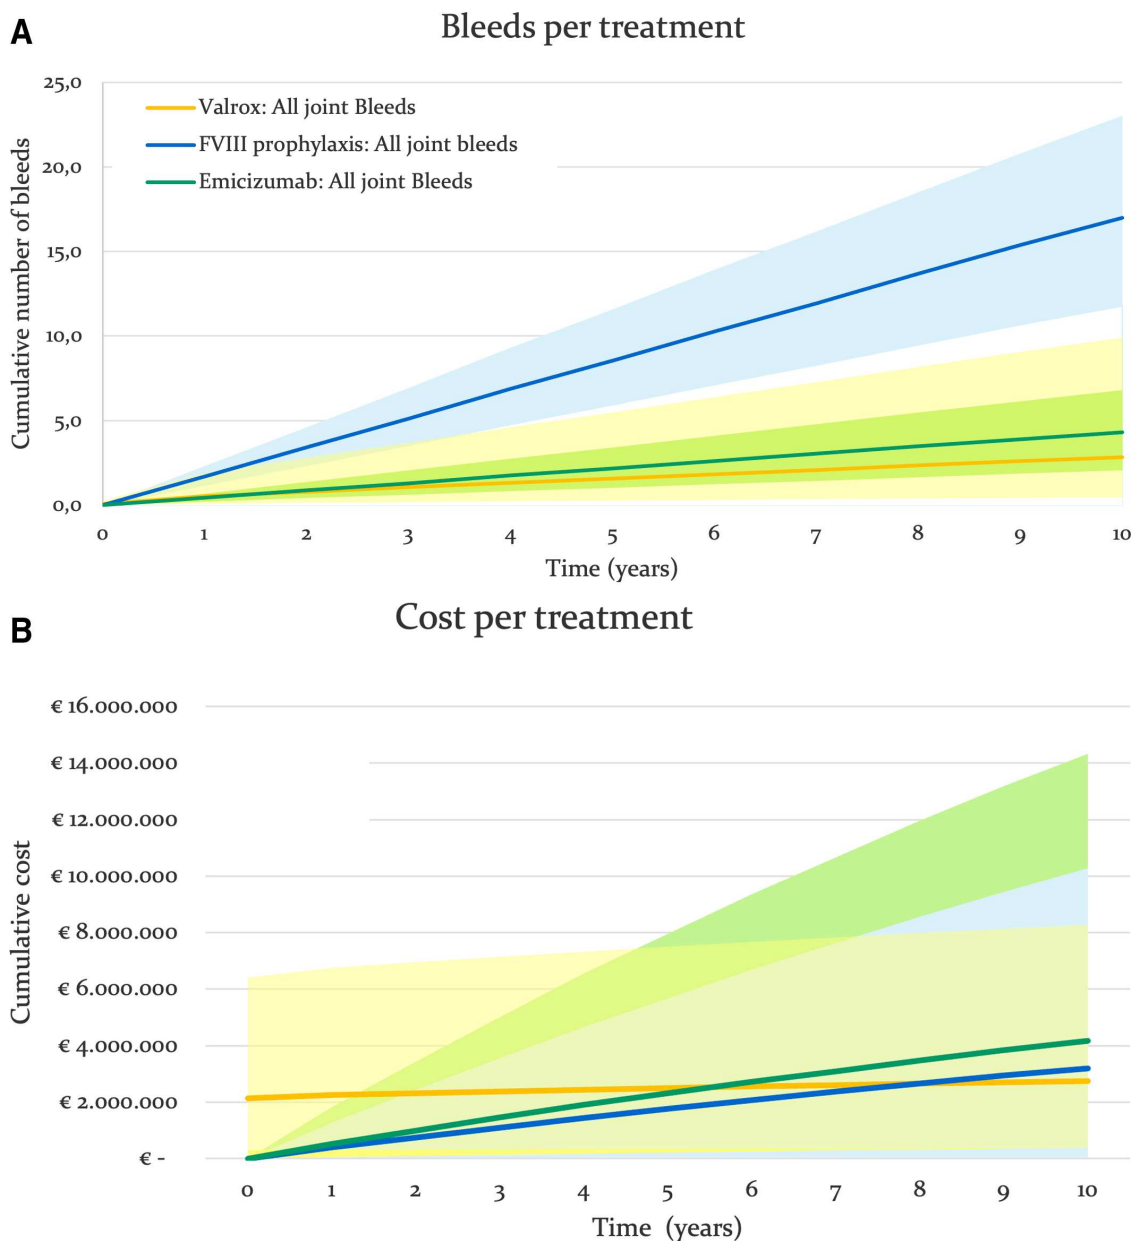 A
Bleeds per treatment
Cumulative number of bleeds
25,0
20,0
15,0
10,0
5,0
0,0
Valrox: All joint Bleeds
FVIII prophylaxis: All joint bleeds
Emicizumab: All joint Bleeds
0 1 2 3 4 5 6 7 8 9 10
Time (years)
B
Cost per treatment
Cumulative cost
€ 16.000.000
€ 14.000.000
€ 12.000.000
€ 10.000.000
€ 8.000.000
€ 6.000.000
€ 4.000.000
€ 2.000.000
€ -
0 1 2 3 4 5 6 7 8 9 10
Time (years)